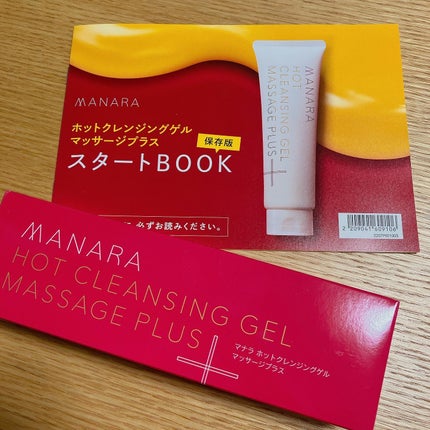 MANARA
ホットクレンジングゲル
マッサージプラス
保存版
スタートBOOK
必ずお読みください。
MANARA
HOT
CLEANSING GEL
MASSAGE PLUS
2209041609106
MANARA
HOT CLEANSING GEL
MASSAGE PLUS
マナラ ホットクレンジングゲル
マッサージプラス